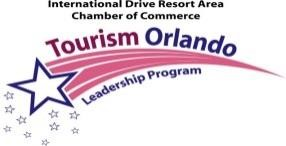 International Drive Resort Area
Chamber of Commerce
Tourism Orlando
Leadership Program